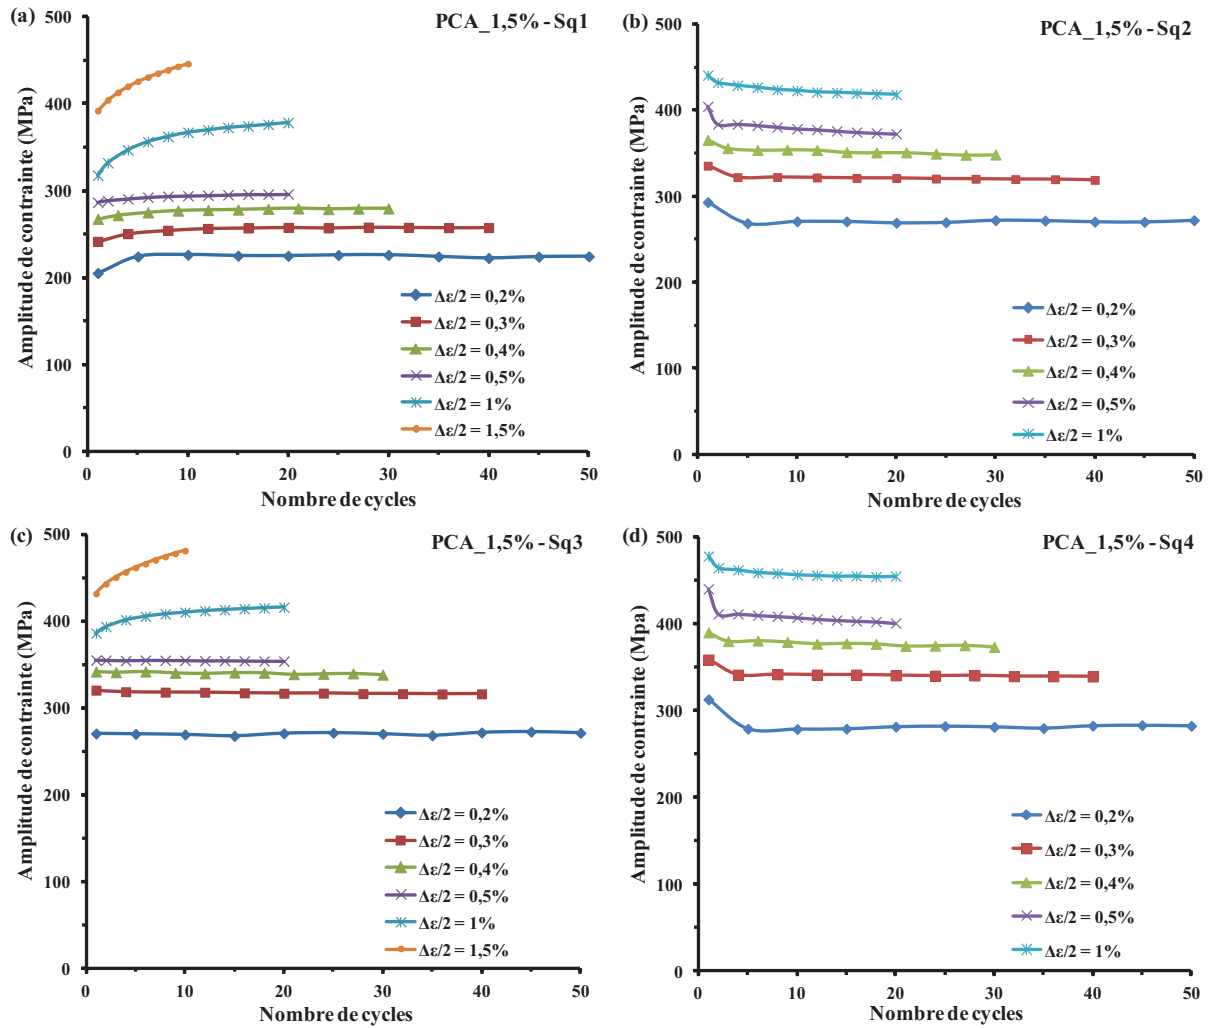 (a)
PCA_1,5% - Sq1
500
400
300
200
100
0
Amplitude de contrainte (MPa)
Δε/2 = 0,2%
Δε/2 = 0,3%
Δε/2 = 0,4%
Δε/2 = 0,5%
Δε/2 = 1%
Δε/2 = 1,5%
0 10 20 30 40 50
Nombre de cycles
(b)
PCA_1,5% - Sq2
500
400
300
200
100
0
Amplitude de contrainte (MPa)
Δε/2 = 0,2%
Δε/2 = 0,3%
Δε/2 = 0,4%
Δε/2 = 0,5%
Δε/2 = 1%
0 10 20 30 40 50
Nombre de cycles
(c)
PCA_1,5% - Sq3
500
400
300
200
100
0
Amplitude de contrainte (MPa)
Δε/2 = 0,2%
Δε/2 = 0,3%
Δε/2 = 0,4%
Δε/2 = 0,5%
Δε/2 = 1%
Δε/2 = 1,5%
0 10 20 30 40 50
Nombre de cycles
(d)
PCA_1,5% - Sq4
500
400
300
200
100
0
Amplitude de contrainte (Mpa)
Δε/2 = 0,2%
Δε/2 = 0,3%
Δε/2 = 0,4%
Δε/2 = 0,5%
Δε/2 = 1%
0 10 20 30 40 50
Nombre de cycles